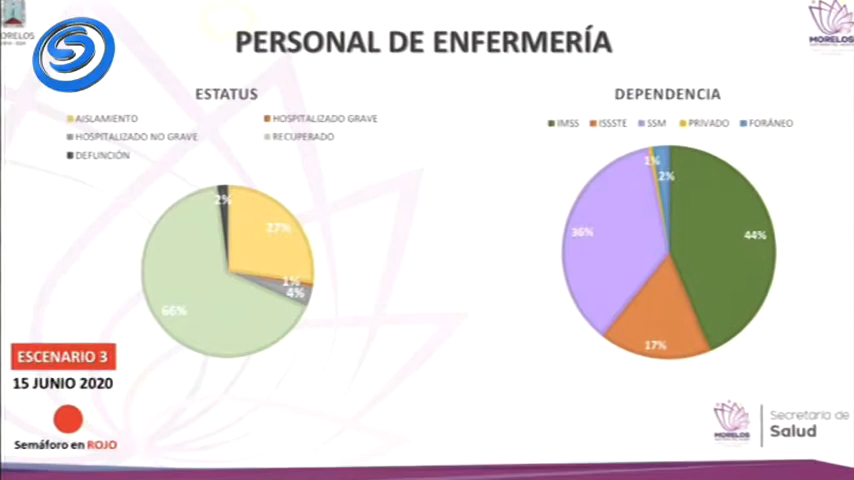 MORELOS
PERSONAL DE ENFERMERÍA
MORELOS
ESTATUS
AISLAMIENTO
HOSPITALIZADO GRAVE
HOSPITALIZADO NO GRAVE
RECUPERADO
DEFUNCIÓN
2%
27%
1%
4%
66%
DEPENDENCIA
IMSS ISSSTE SSM PRIVADO FORÁNEO
1%
2%
36%
44%
17%
ESCENARIO 3
15 JUNIO 2020
Semáforo en ROJO
MORELOS
Secretaría de
Salud